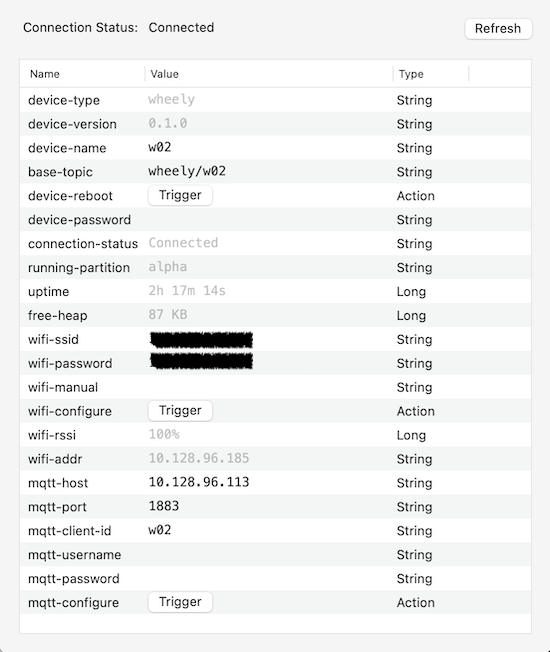 Connection Status: Connected Refresh
Name Value Type
device-type wheely String
device-version 0.1.0 String
device-name w02 String
base-topic wheely/w02 String
device-reboot Trigger Action
device-password String
connection-status Connected String
running-partition alpha String
uptime 2h 17m 14s Long
free-heap 87 KB Long
wifi-ssid String
wifi-password String
wifi-manual String
wifi-configure Trigger Action
wifi-rssi 100% Long
wifi-addr 10.128.96.185 String
mqtt-host 10.128.96.113 String
mqtt-port 1883 String
mqtt-client-id w02 String
mqtt-username String
mqtt-password String
mqtt-configure Trigger Action